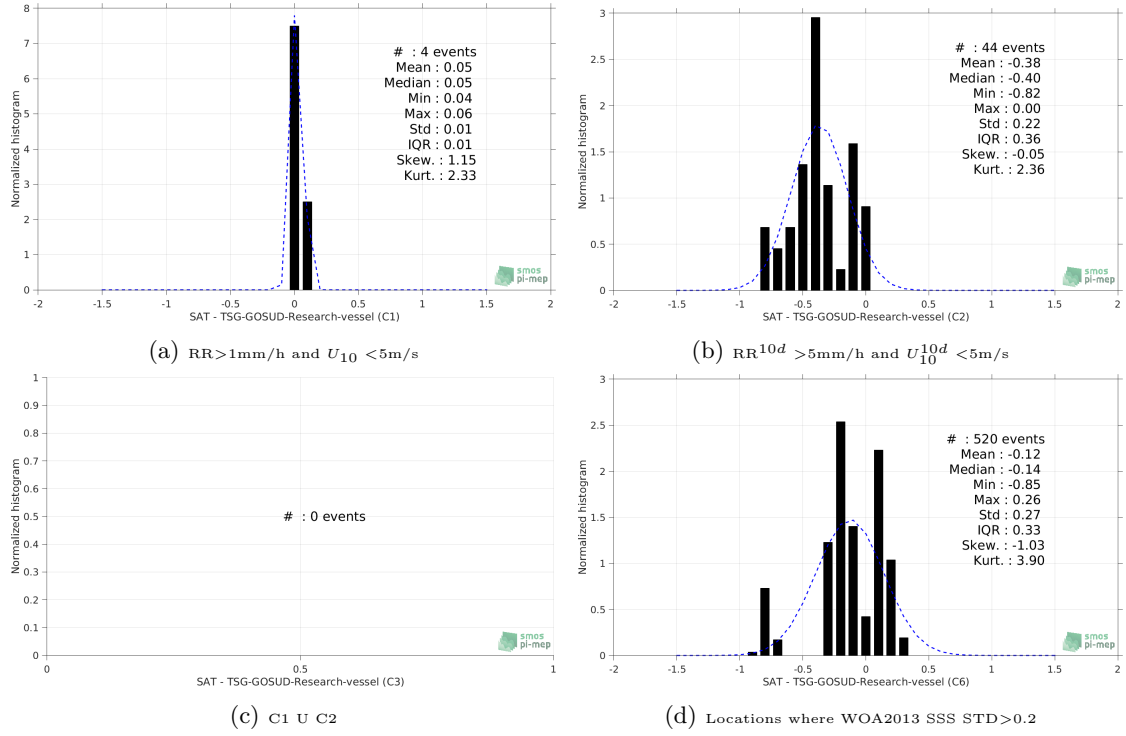 8
7
6
5
4
3
2
1
0
Normalized histogram
# : 4 events
Mean : 0.05
Median : 0.05
Min : 0.04
Max : 0.06
Std : 0.01
IQR : 0.01
Skew. : 1.15
Kurt. : 2.33
smos
pi-mep
-2 -1.5 -1 -0.5 0 0.5 1 1.5 2
SAT - TSG-GOSUD-Research-vessel (C1)
(a) RR>1mm/h and U10 <5m/s
3
2.5
2
1.5
1
0.5
0
Normalized histogram
# : 44 events
Mean : -0.38
Median : -0.40
Min : -0.82
Max : 0.00
Std : 0.22
IQR : 0.36
Skew. : -0.05
Kurt. : 2.36
smos
pi-mep
-2 -1.5 -1 -0.5 0 0.5 1 1.5 2
SAT - TSG-GOSUD-Research-vessel (C2)
(b) RR^10d >5mm/h and U_10^10d <5m/s
1
0.9
0.8
0.7
0.6
0.5
0.4
0.3
0.2
0.1
0
Normalized histogram
# : 0 events
smos
pi-mep
0 0.5 1
SAT - TSG-GOSUD-Research-vessel (C3)
(c) C1 U C2
3
2.5
2
1.5
1
0.5
0
Normalized histogram
# : 520 events
Mean : -0.12
Median : -0.14
Min : -0.85
Max : 0.26
Std : 0.27
IQR : 0.33
Skew. : -1.03
Kurt. : 3.90
smos
pi-mep
-2 -1.5 -1 -0.5 0 0.5 1 1.5 2
SAT - TSG-GOSUD-Research-vessel (C6)
(d) Locations where WOA2013 SSS STD>0.2